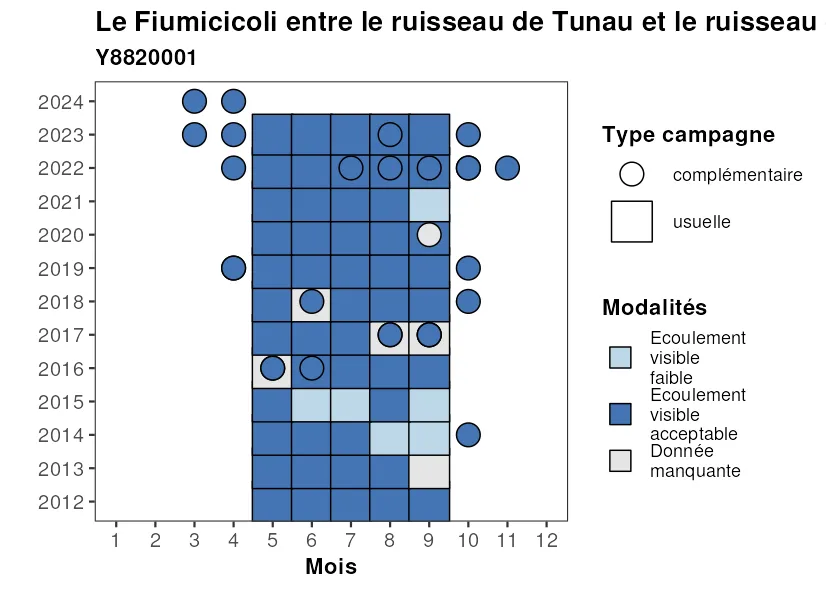 Le Fiumicicoli entre le ruisseau de Tunau et le ruisseau
Y8820001
2024
2023
2022
2021
2020
2019
2018
2017
2016
2015
2014
2013
2012
1 2 3 4 5 6 7 8 9 10 11 12
Mois
Type campagne
complémentaire
usuelle
Modalités
Ecoulement
visible
faible
Ecoulement
visible
acceptable
Donnée
manquante